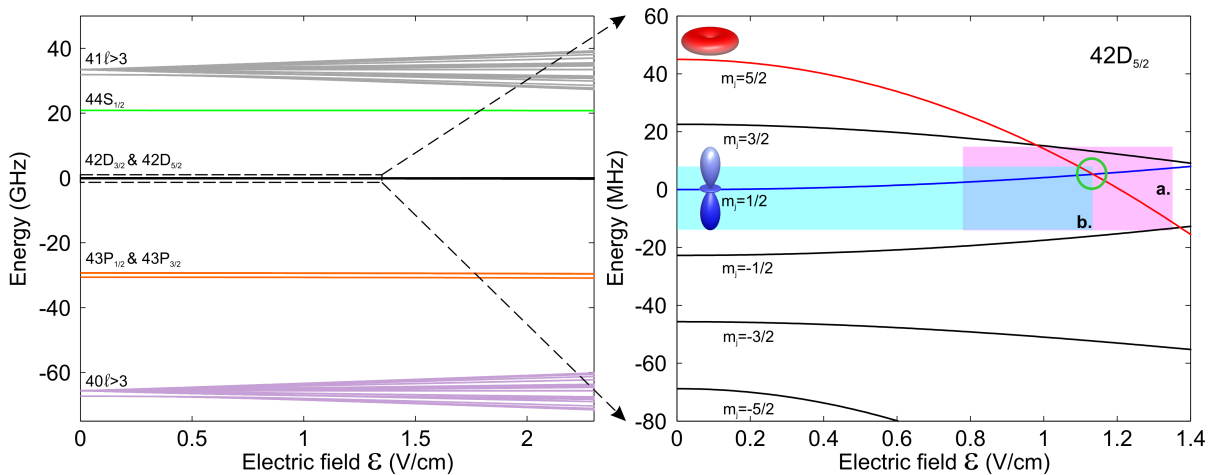 Energy (GHz)
40
20
0
-20
-40
-60
41ℓ>3
44S₁/₂
42D₃/₂ & 42D₅/₂
43P₁/₂ & 43P₃/₂
40ℓ>3
0
0.5
1
1.5
2
Electric field ℇ (V/cm)
Energy (MHz)
60
40
20
0
-20
-40
-60
-80
42D₅/₂
mⱼ=5/2
mⱼ=3/2
mⱼ=1/2
a.
b.
mⱼ=-1/2
mⱼ=-3/2
mⱼ=-5/2
0
0.2
0.4
0.6
0.8
1
1.2
1.4
Electric field ℇ (V/cm)